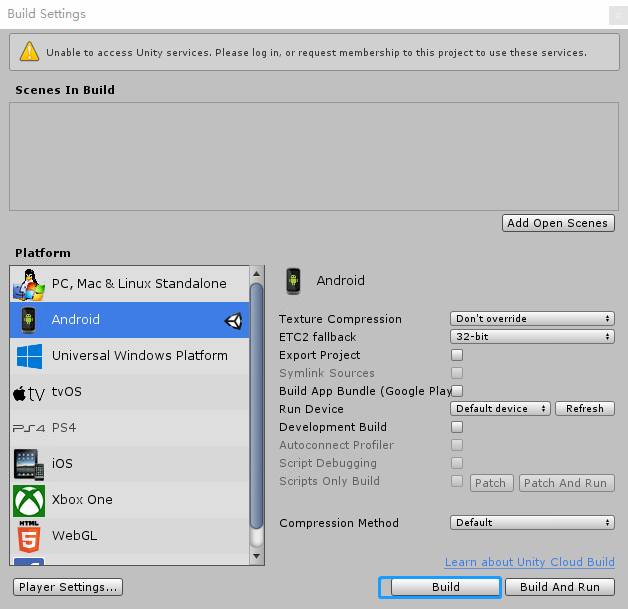 Build Settings
x
Unable to access Unity services. Please log in, or request membership to this project to use these services.
Scenes In Build
Add Open Scenes
Platform
PC, Mac & Linux Standalone
Android
Universal Windows Platform
tv
tvOS
PS4
iOS
Xbox One
HTML
5
WebGL
Player Settings...
Android
Texture Compression
Don't override
ETC2 fallback
32-bit
Export Project
Symlink Sources
Build App Bundle (Google Play
Run Device
Default device
Refresh
Development Build
Autoconnect Profiler
Script Debugging
Scripts Only Build
Patch
Patch And Run
Compression Method
Default
Learn about Unity Cloud Build
Build
Build And Run